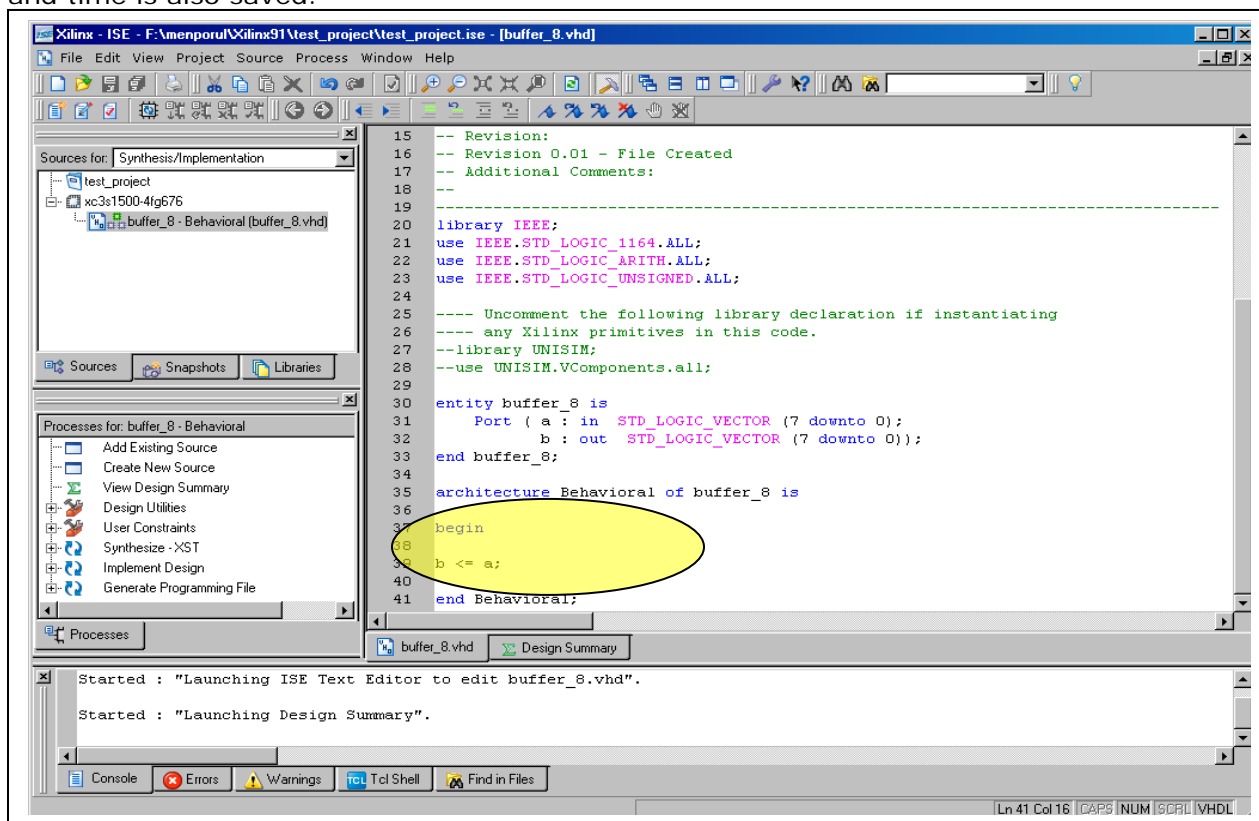 and time is also saved.
Xilinx - ISE - F:\menporul\Xilinx91\test_project\test_project.ise - [buffer_8.vhd]
File Edit View Project Source Process Window Help
Sources for: Synthesis/Implementation
test_project
xc3s1500-4fg676
buffer_8 - Behavioral (buffer_8.vhd)
Sources Snapshots Libraries
Processes for: buffer_8 - Behavioral
Add Existing Source
Create New Source
View Design Summary
Design Utilities
User Constraints
Synthesize - XST
Implement Design
Generate Programming File
Processes
15 -- Revision:
16 -- Revision 0.01 - File Created
17 -- Additional Comments:
18 --
19 --------------------------------------------------------------------------------
20 library IEEE;
21 use IEEE.STD_LOGIC_1164.ALL;
22 use IEEE.STD_LOGIC_ARITH.ALL;
23 use IEEE.STD_LOGIC_UNSIGNED.ALL;
24
25 ---- Uncomment the following library declaration if instantiating
26 ---- any Xilinx primitives in this code.
27 --library UNISIM;
28 --use UNISIM.VComponents.all;
29
30 entity buffer_8 is
31 Port ( a : in STD_LOGIC_VECTOR (7 downto 0);
32 b : out STD_LOGIC_VECTOR (7 downto 0));
33 end buffer_8;
34
35 architecture Behavioral of buffer_8 is
36
37 begin
38
39 b <= a;
40
41 end Behavioral;
buffer_8.vhd Design Summary
Started : "Launching ISE Text Editor to edit buffer_8.vhd".
Started : "Launching Design Summary".
Console Errors Warnings Tcl Shell Find in Files
Ln 41 Col 16 CAPS NUM SCRL VHDL